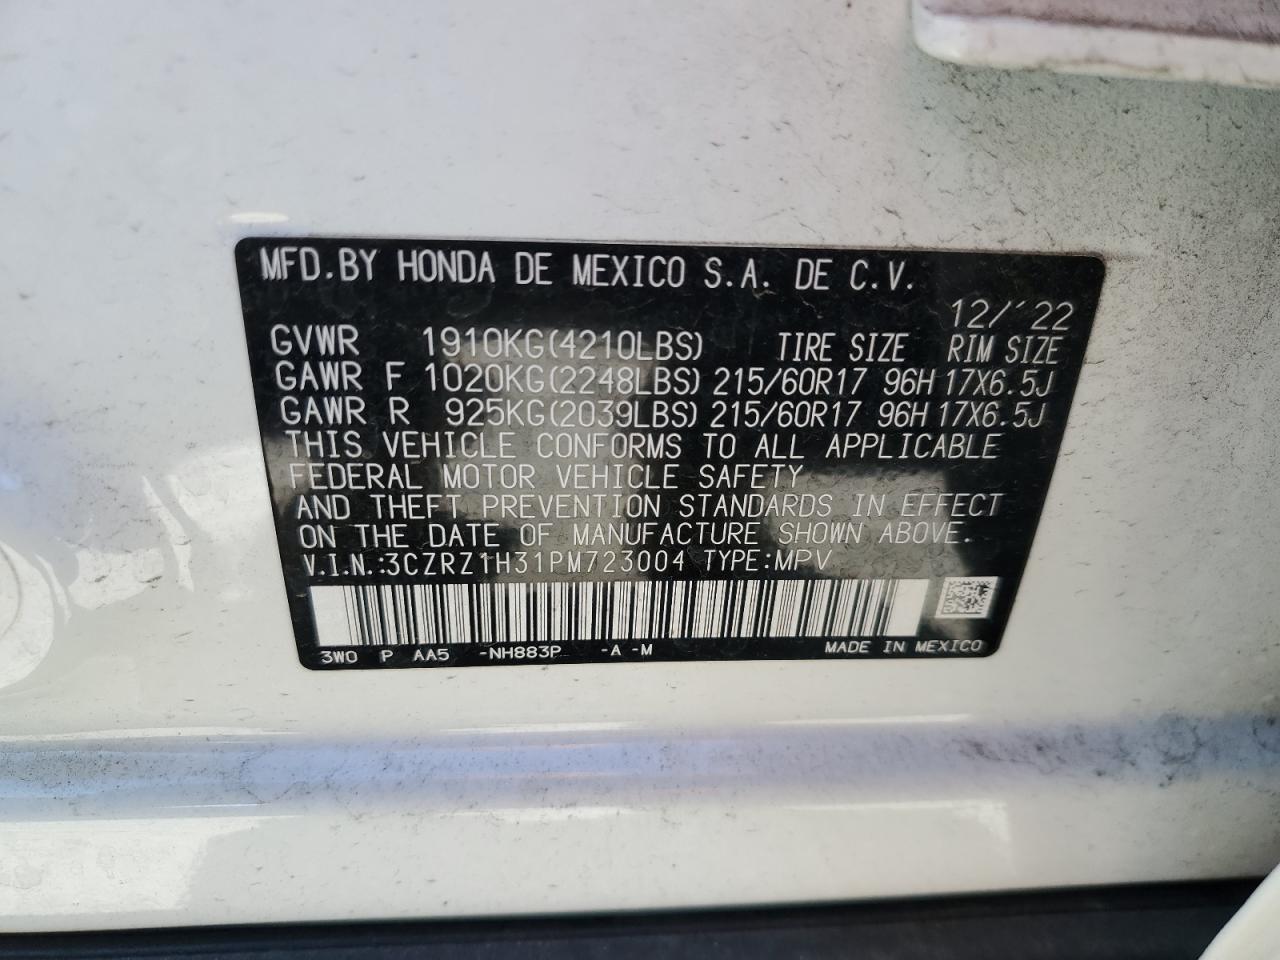 MFD.BY HONDA DE MEXICO S.A. DE C.V.
12/'22
GVWR 1910KG(4210LBS) TIRE SIZE RIM SIZE
GAWR F 1020KG(2248LBS) 215/60R17 96H 17X6.5J
GAWR R 925KG(2039LBS) 215/60R17 96H 17X6.5J
THIS VEHICLE CONFORMS TO ALL APPLICABLE
FEDERAL MOTOR VEHICLE SAFETY
AND THEFT PREVENTION STANDARDS IN EFFECT
ON THE DATE OF MANUFACTURE SHOWN ABOVE.
V.I.N.:3CZRZ1H31PM723004 TYPE:MPV
3W0 P AA5 -NH883P -A -M MADE IN MEXICO